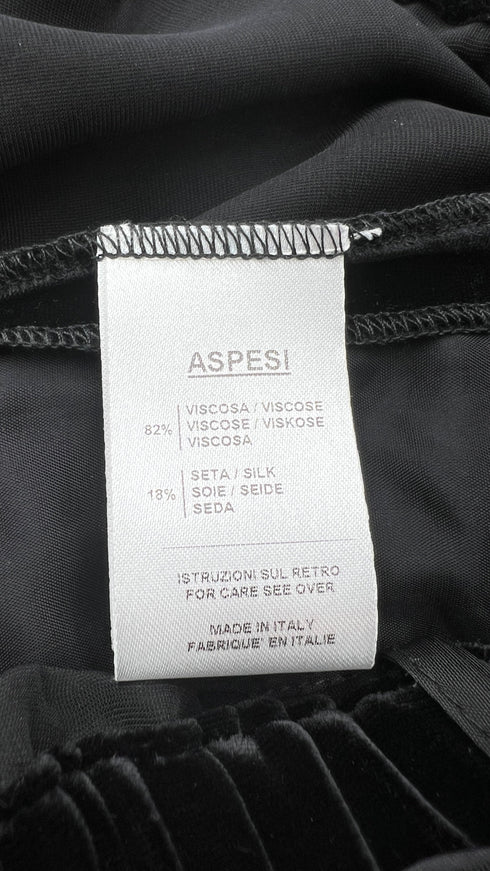 ASPESI
82% VISCOSA / VISCOSE
VISCOSE / VISKOSE
VISCOSA
18% SETA / SILK
SOIE / SEIDE
SEDA
ISTRUZIONI SUL RETRO
FOR CARE SEE OVER
MADE IN ITALY
FABRIQUE' EN ITALIE